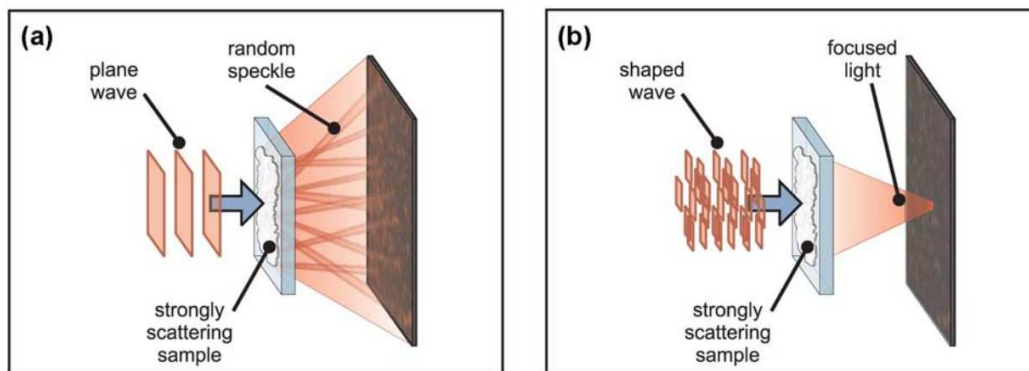 (a)
random
speckle
plane
wave
strongly
scattering
sample
(b)
focused
light
shaped
wave
strongly
scattering
sample